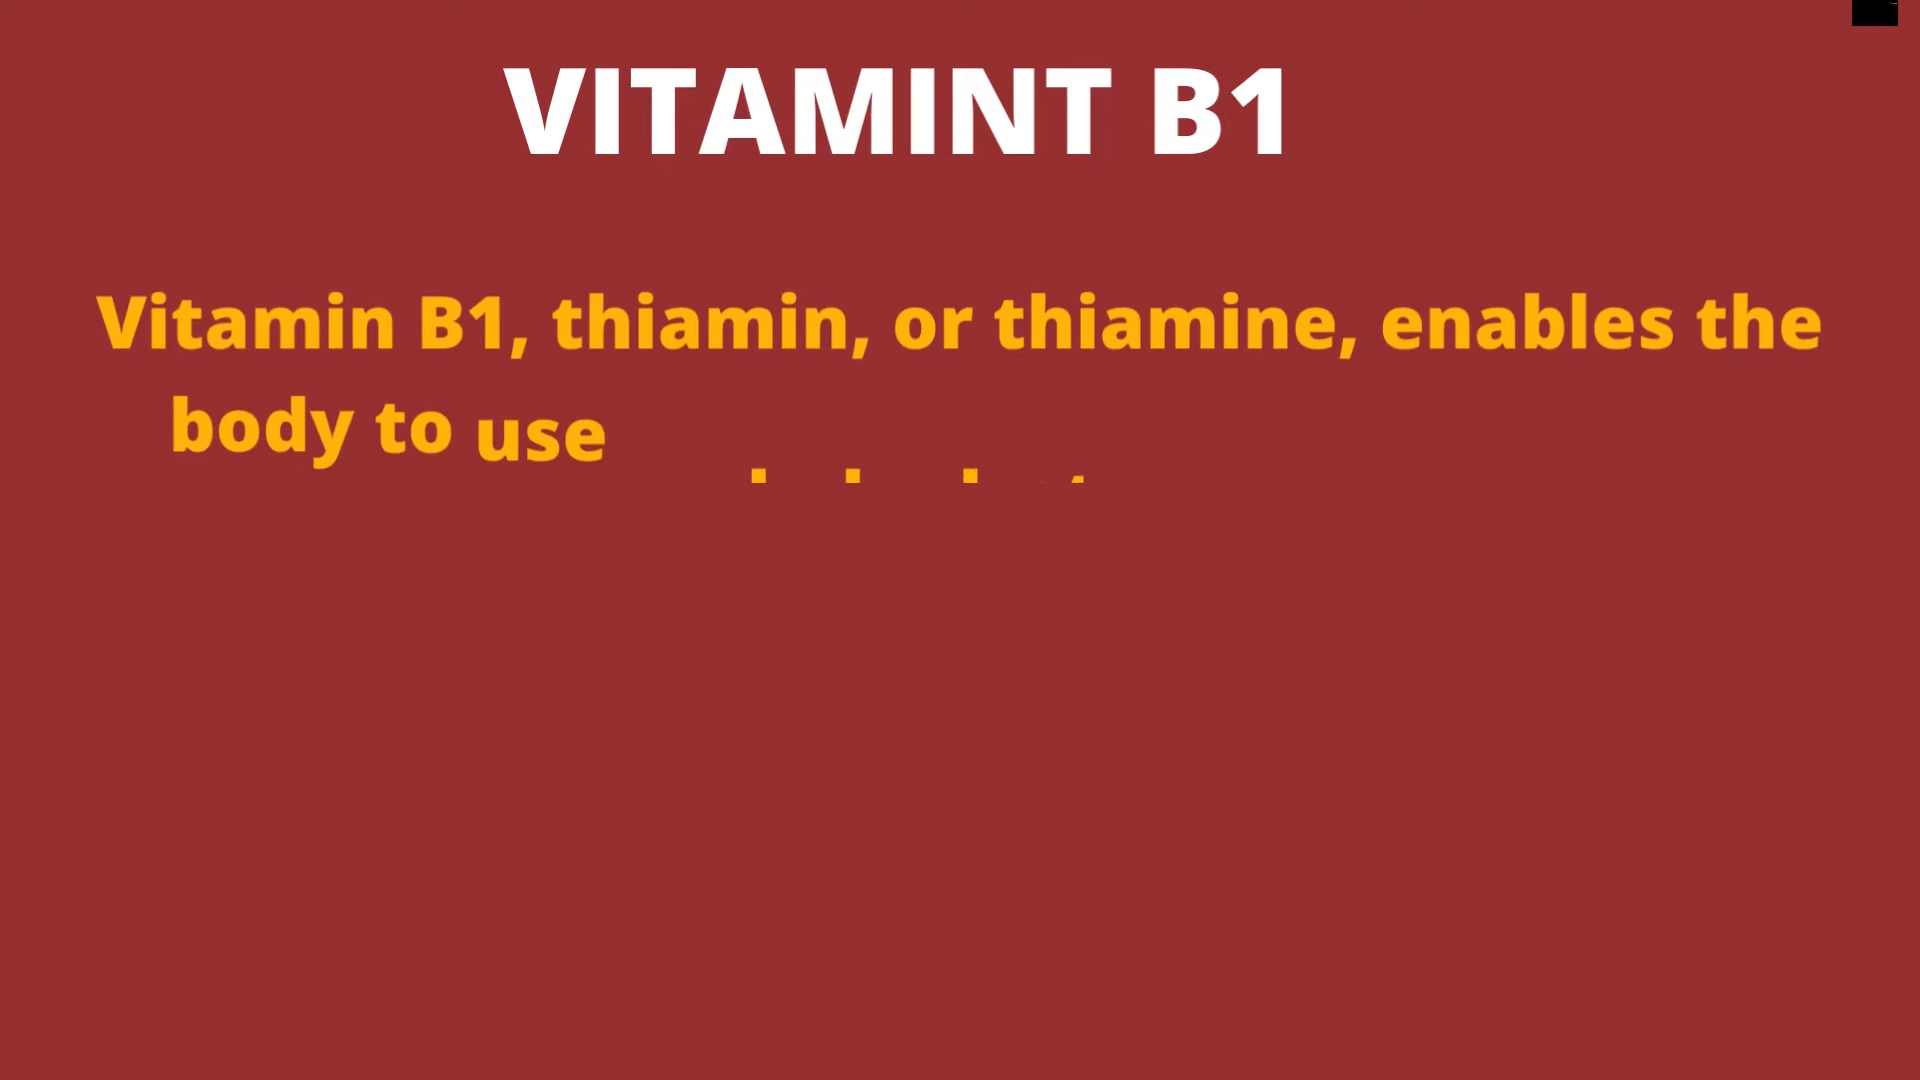 VITAMINT B1
Vitamin B1, thiamin, or thiamine, enables the
body to use